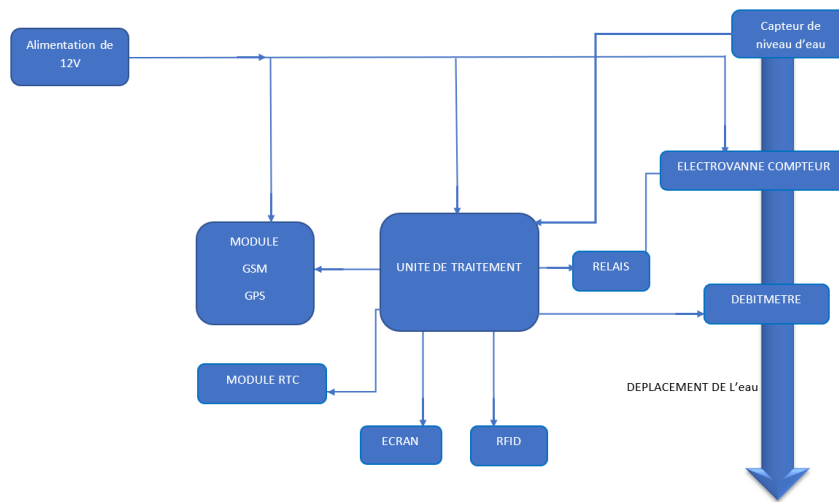 Alimentation de
12V
Capteur de
niveau d'eau
ELECTROVANNE COMPTEUR
MODULE
GSM
GPS
UNITE DE TRAITEMENT
RELAIS
DEBITMETRE
MODULE RTC
DEPLACEMENT DE L'eau
ECRAN
RFID